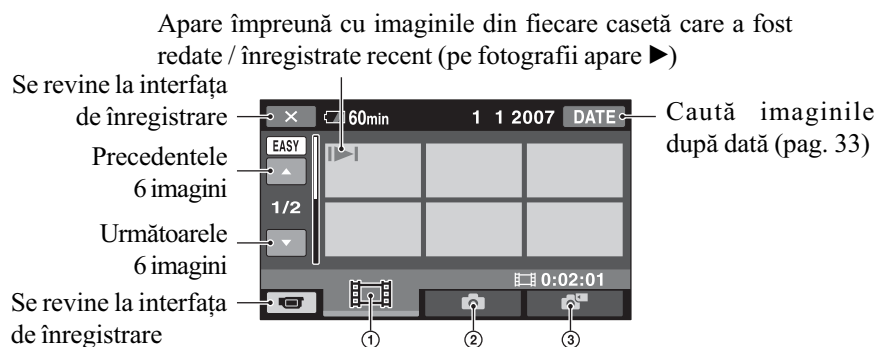 Apare împreună cu imaginile din fiecare casetă care a fost
redate / înregistrate recent (pe fotografii apare ▶)
Se revine la interfața
de înregistrare
× 60min 1 1 2007 DATE
Caută imaginile
după dată (pag. 33)
EASY
Precedentele
6 imagini
1/2
Următoarele
6 imagini
0:02:01
Se revine la interfața
de înregistrare
① ② ③